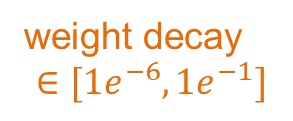 weight decay
∈ [1e⁻⁶, 1e⁻¹]